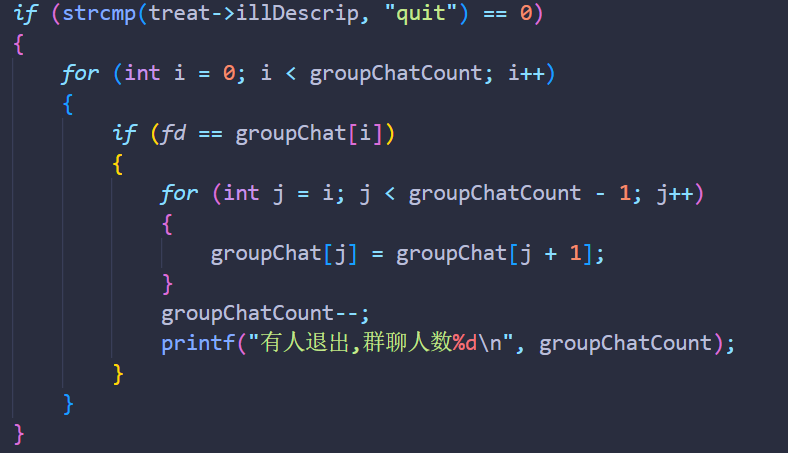 if (strcmp(treat->illDescrip, "quit") == 0)
{
for (int i = 0; i < groupChatCount; i++)
{
if (fd == groupChat[i])
{
for (int j = i; j < groupChatCount - 1; j++)
{
groupChat[j] = groupChat[j + 1];
}
groupChatCount--;
printf("有人退出,群聊人数%d\n", groupChatCount);
}
}
}